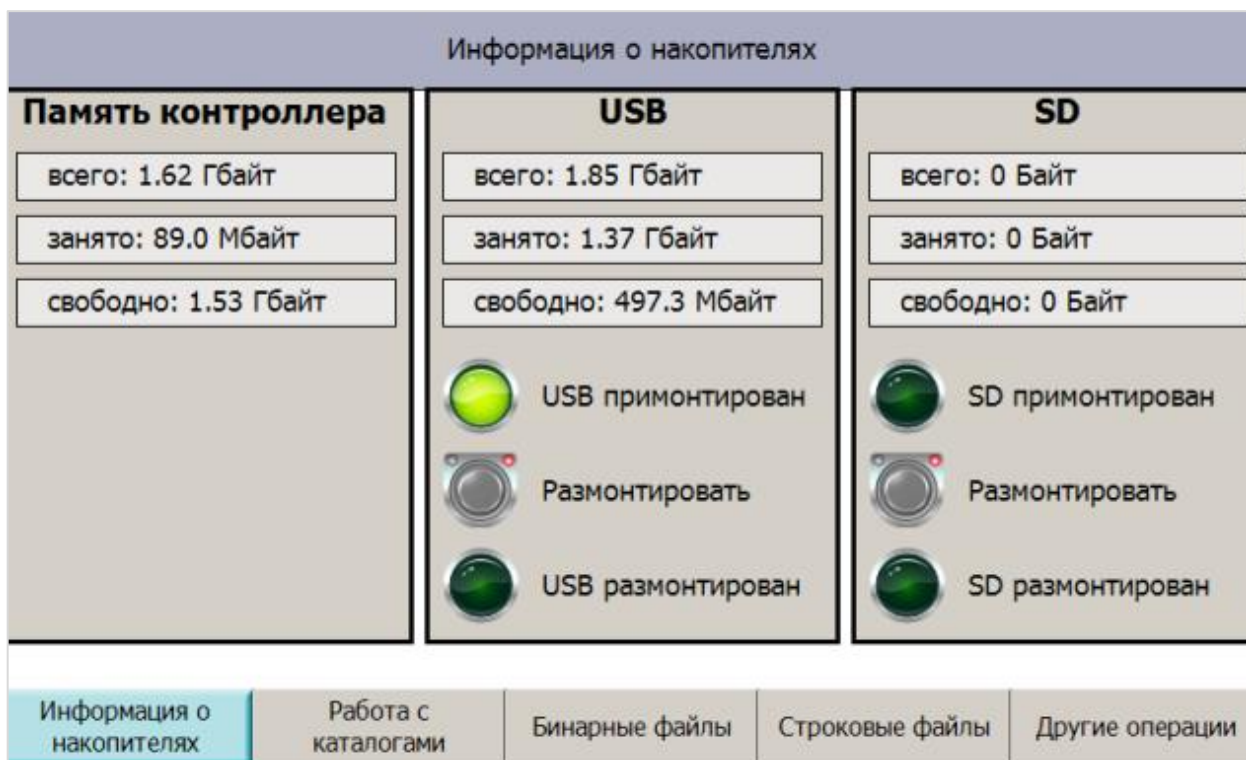 Информация о накопителях
Память контроллера
всего: 1.62 Гбайт
занято: 89.0 Мбайт
свободно: 1.53 Гбайт
USB
всего: 1.85 Гбайт
занято: 1.37 Гбайт
свободно: 497.3 Мбайт
USB примонтирован
Размонтировать
USB размонтирован
SD
всего: 0 Байт
занято: 0 Байт
свободно: 0 Байт
SD примонтирован
Размонтировать
SD размонтирован
Информация о
накопителях
Работа с
каталогами
Бинарные файлы
Строковые файлы
Другие операции